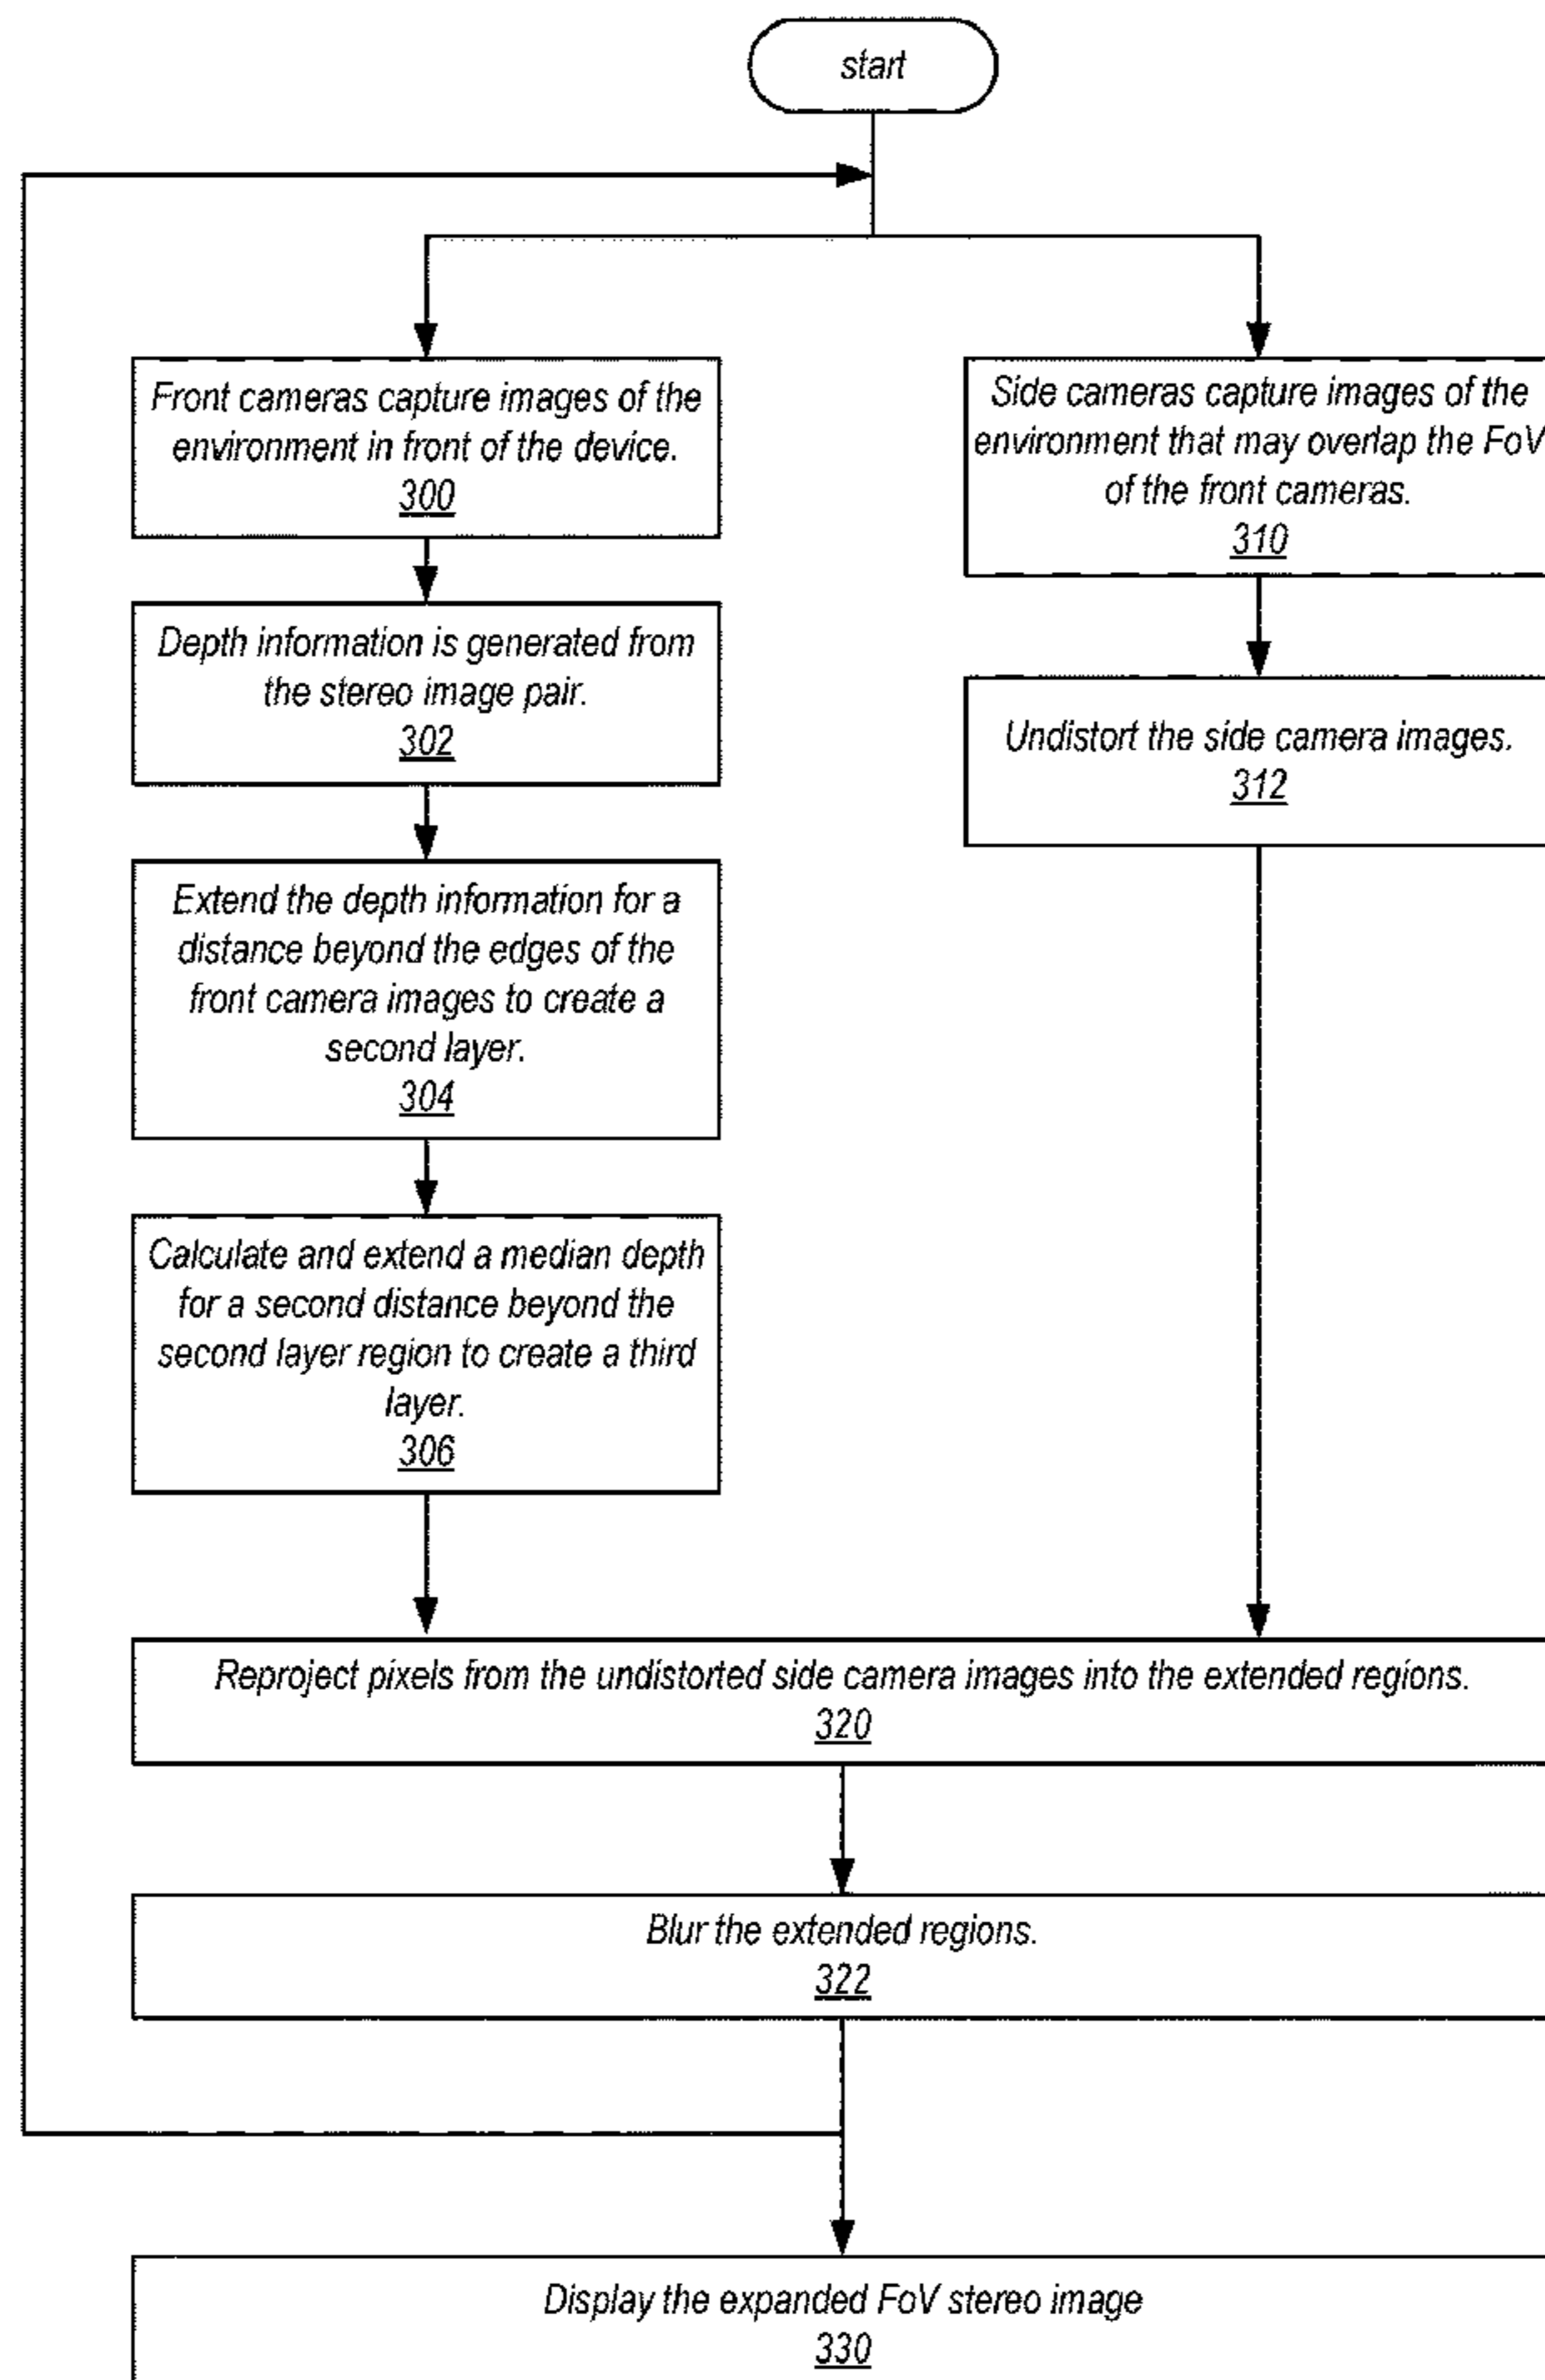 start
Front cameras capture images of the
environment in front of the device.
300
Depth information is generated from
the stereo image pair.
302
Extend the depth information for a
distance beyond the edges of the
front camera images to create a
second layer.
304
Calculate and extend a median depth
for a second distance beyond the
second layer region to create a third
layer.
306
Side cameras capture images of the
environment that may overlap the FoV
of the front cameras.
310
Undistort the side camera images.
312
Reproject pixels from the undistorted side camera images into the extended regions.
320
Blur the extended regions.
322
Display the expanded FoV stereo image
330